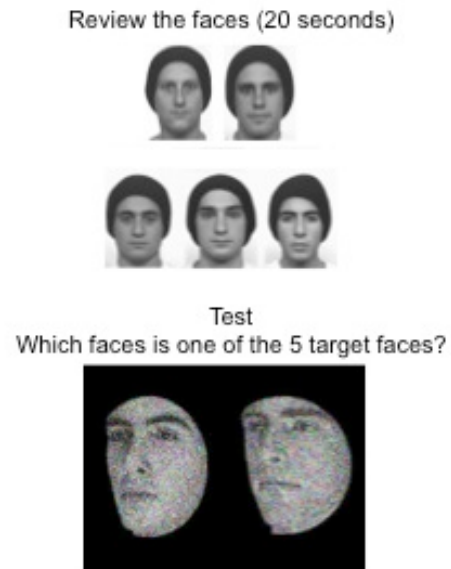 Review the faces (20 seconds)
Test
Which faces is one of the 5 target faces?